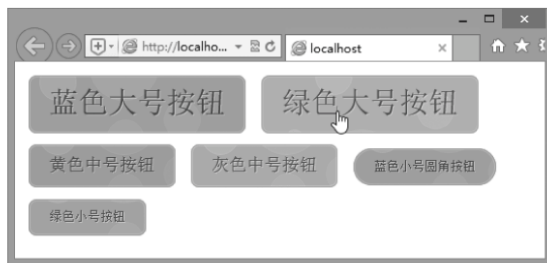 http://localho...
localhost
蓝色大号按钮 绿色大号按钮
黄色中号按钮 灰色中号按钮 蓝色小号圆角按钮
绿色小号按钮